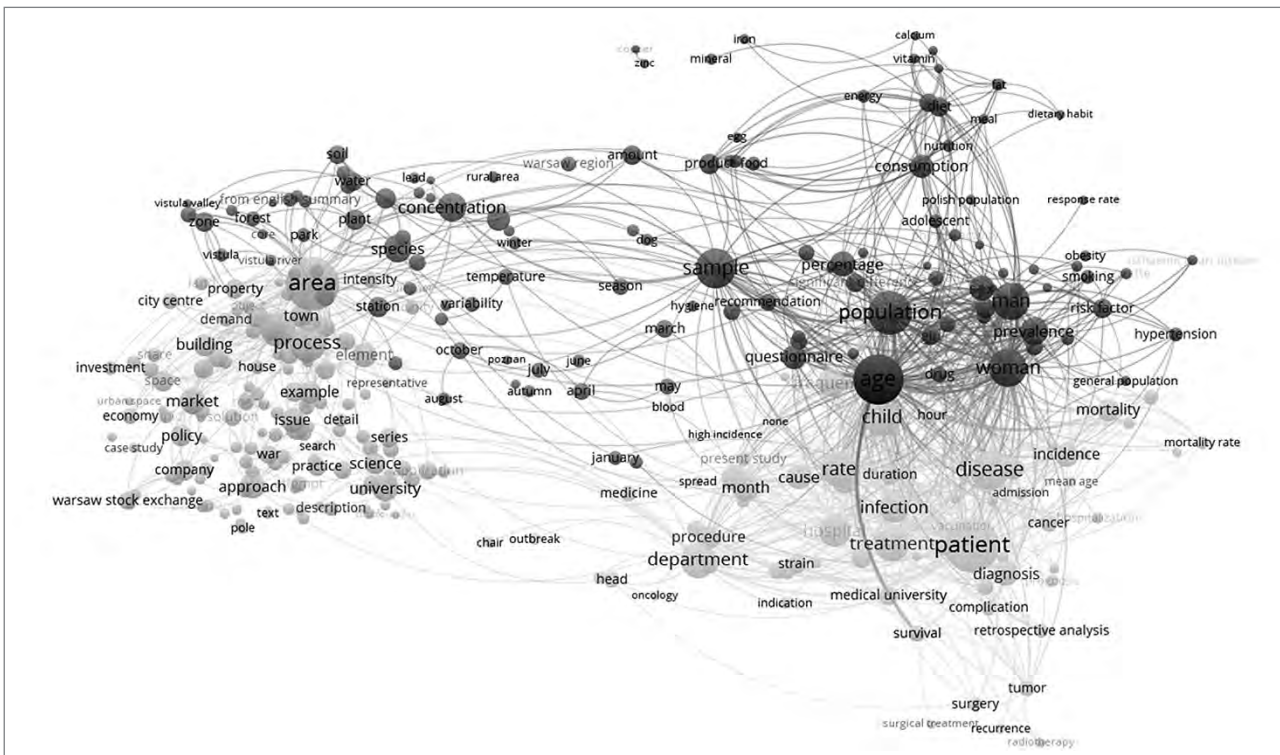 calcium
iron
zinc
mineral
vitamin
fat
energy
diet
meal
dietary habit
egg
nutrition
product food
consumption
soil
amount
warsaw region
water
lead
rural area
from english summary
vistula valley
concentration
polish population
response rate
zone
forest
plant
adolescent
core
park
winter
dog
species
vistula
vistula river
obesity
percentage
sample
smoking
area
intensity
temperature
property
season
city centre
station
variability
hygiene
recommendation
man
risk factor
population
demand
town
march
prevalence
hypertension
process
building
october
element
questionnaire
share
poznan
june
investment
house
july
woman
space
representative
age
drug
general population
example
autumn
april
may
market
urban space
august
blood
mortality
economy
child
hour
issue
detail
none
policy
high incidence
series
case study
search
mortality rate
war
january
present study
incidence
practice
science
rate
disease
company
cause
duration
spread
approach
university
month
mean age
medicine
admission
warsaw stock exchange
description
text
infection
pole
cancer
hospitalization
vaccination
procedure
chair
outbreak
treatment
patient
department
strain
diagnosis
head
oncology
medical university
indication
complication
survival
retrospective analysis
tumor
surgery
surgical treatment
recurrence
radiotherapy